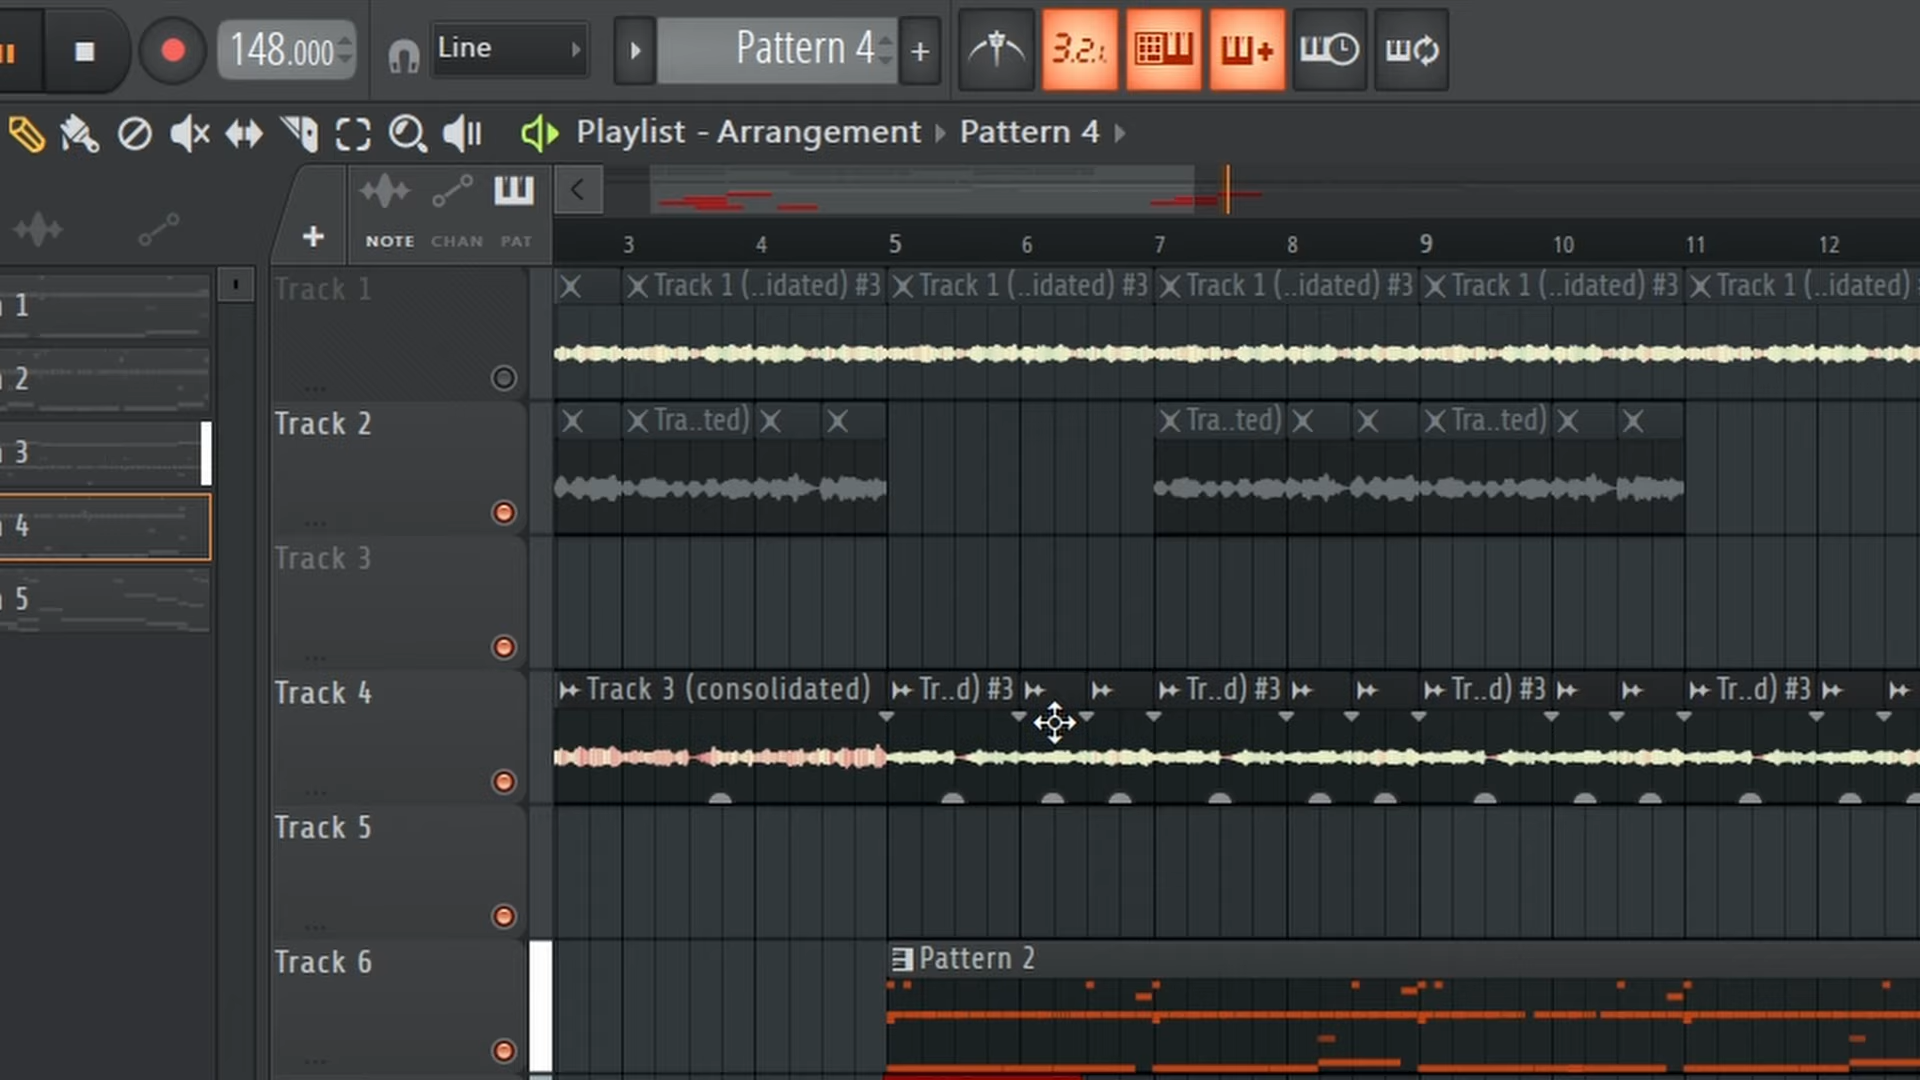 148.000 Line Pattern 4 + 3.2.1
Playlist - Arrangement Pattern 4
+ NOTE CHAN PAT
3 4 5 6 7 8 9 10 11 12
1
2
3
4
5
Track 1 Track 1 (..idated) #3 Track 1 (..idated) #3 Track 1 (..idated) #3 Track 1 (..idated) #3 Track 1 (..idated)
Track 2 Tra..ted) Tra..ted) Tra..ted)
Track 3
Track 4 Track 3 (consolidated) Tr..d) #3 Tr..d) #3 Tr..d) #3 Tr..d) #3
Track 5
Track 6 Pattern 2